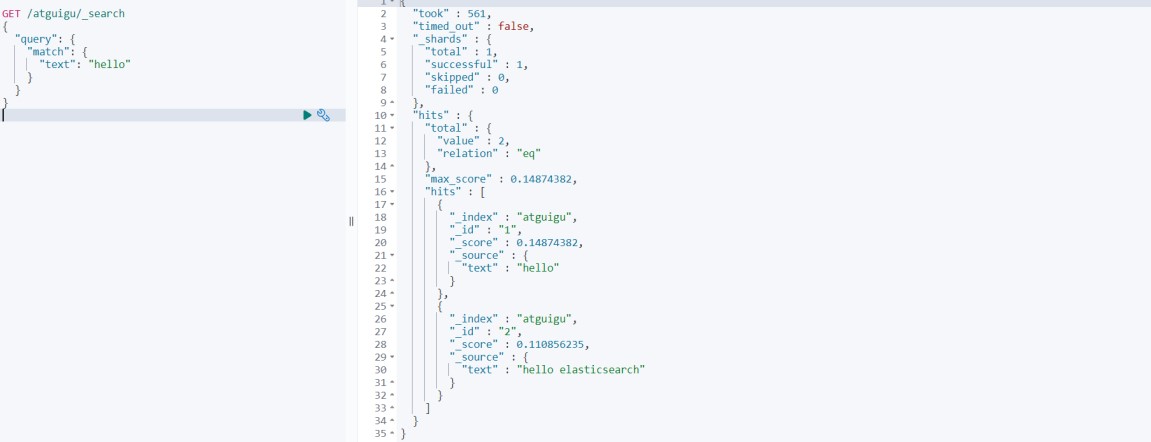 GET /atguigu/_search
{
  "query": {
    "match": {
      "text": "hello"
    }
  }
}
1 {
2   "took" : 561,
3   "timed_out" : false,
4   "_shards" : {
5     "total" : 1,
6     "successful" : 1,
7     "skipped" : 0,
8     "failed" : 0
9   },
10   "hits" : {
11     "total" : {
12       "value" : 2,
13       "relation" : "eq"
14     },
15     "max_score" : 0.14874382,
16     "hits" : [
17       {
18         "_index" : "atguigu",
19         "_id" : "1",
20         "_score" : 0.14874382,
21         "_source" : {
22           "text" : "hello"
23         }
24       },
25       {
26         "_index" : "atguigu",
27         "_id" : "2",
28         "_score" : 0.110856235,
29         "_source" : {
30           "text" : "hello elasticsearch"
31         }
32       }
33     ]
34   }
35 }